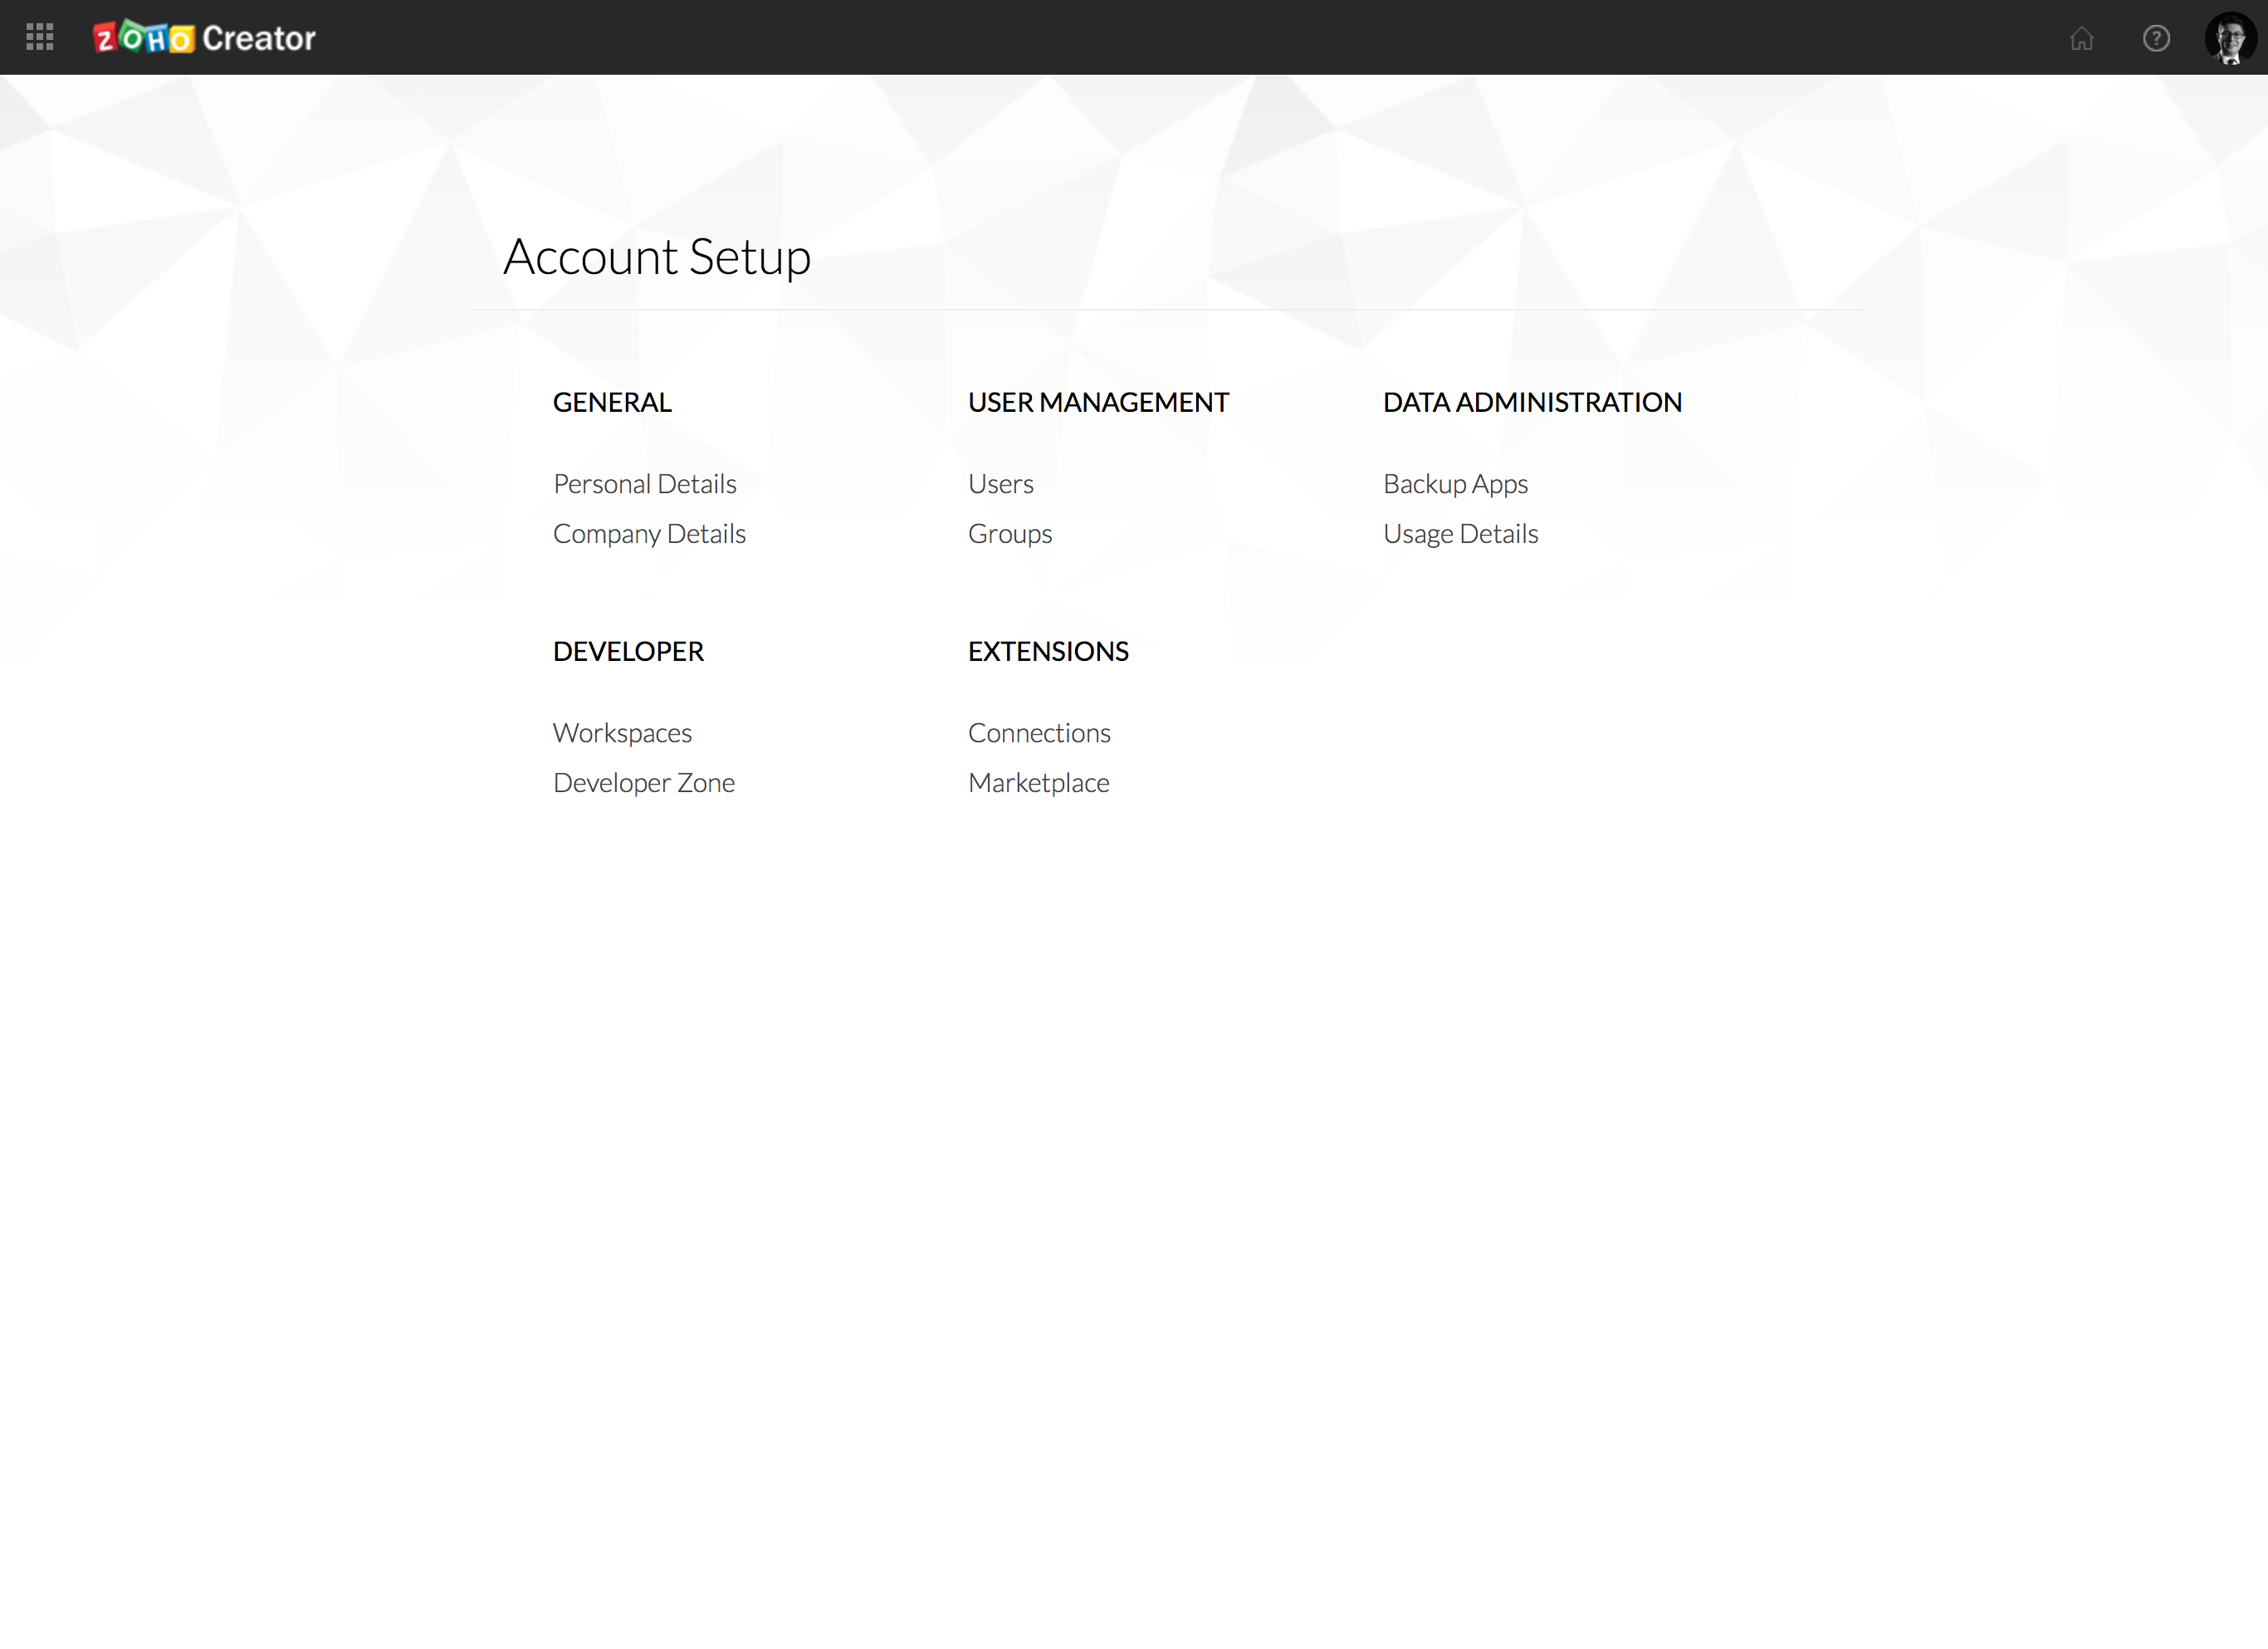 ZOHO Creator
Account Setup
GENERAL
Personal Details
Company Details
USER MANAGEMENT
Users
Groups
DATA ADMINISTRATION
Backup Apps
Usage Details
DEVELOPER
Workspaces
Developer Zone
EXTENSIONS
Connections
Marketplace